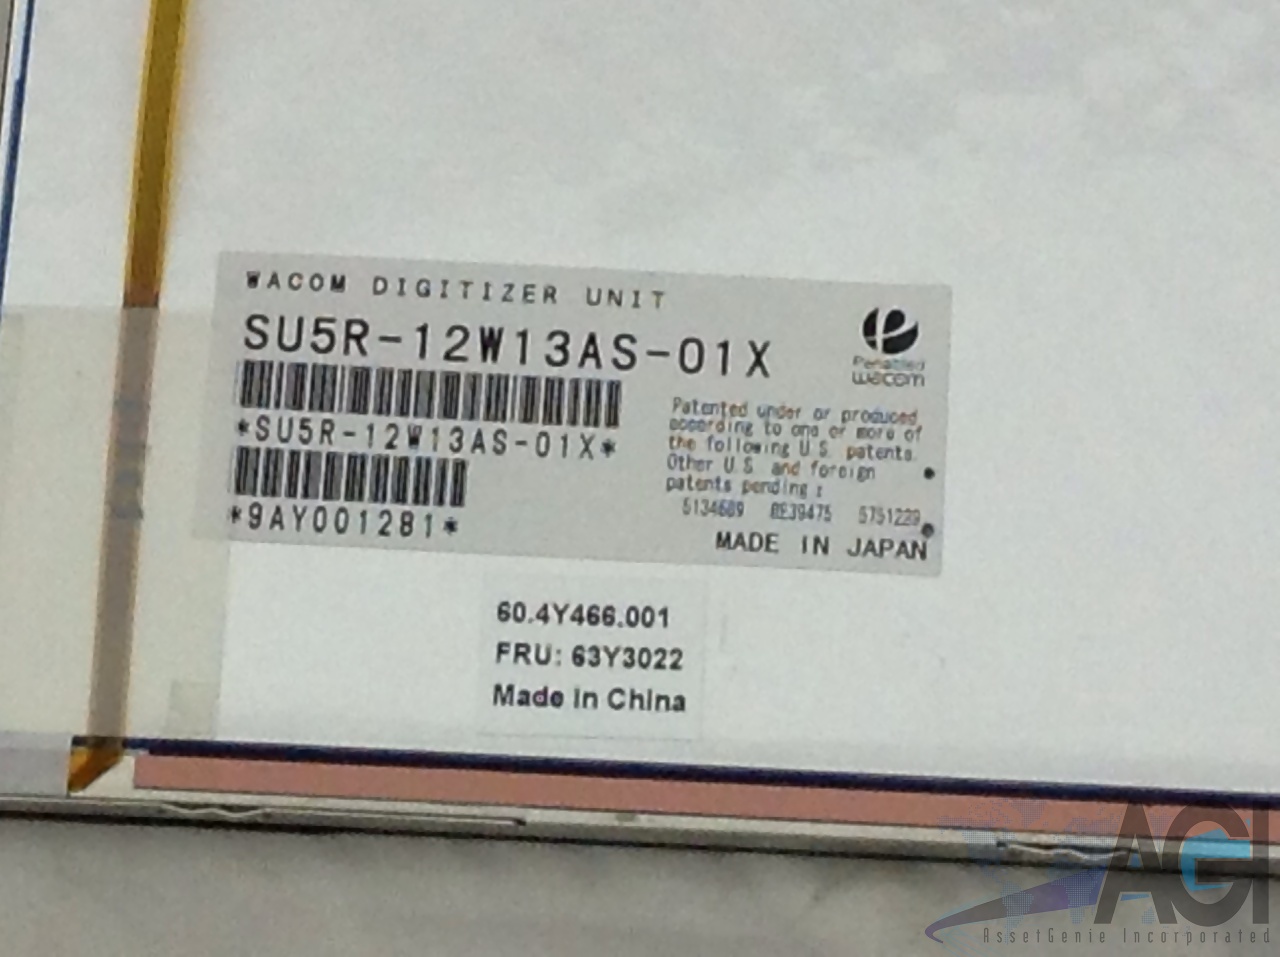 WACOM DIGITIZER UNIT
SU5R-12W13AS-01X
*SU5R-12W13AS-01X*
*9AY001281*
Penabled
wacom
Patented under or produced
according to one or more of
the following U.S. patents.
Other U.S. and foreign
patents pending :
5134689 RE39475 5751229
MADE IN JAPAN
60.4Y466.001
FRU: 63Y3022
Made in China
AGI
AssetGenie Incorporated